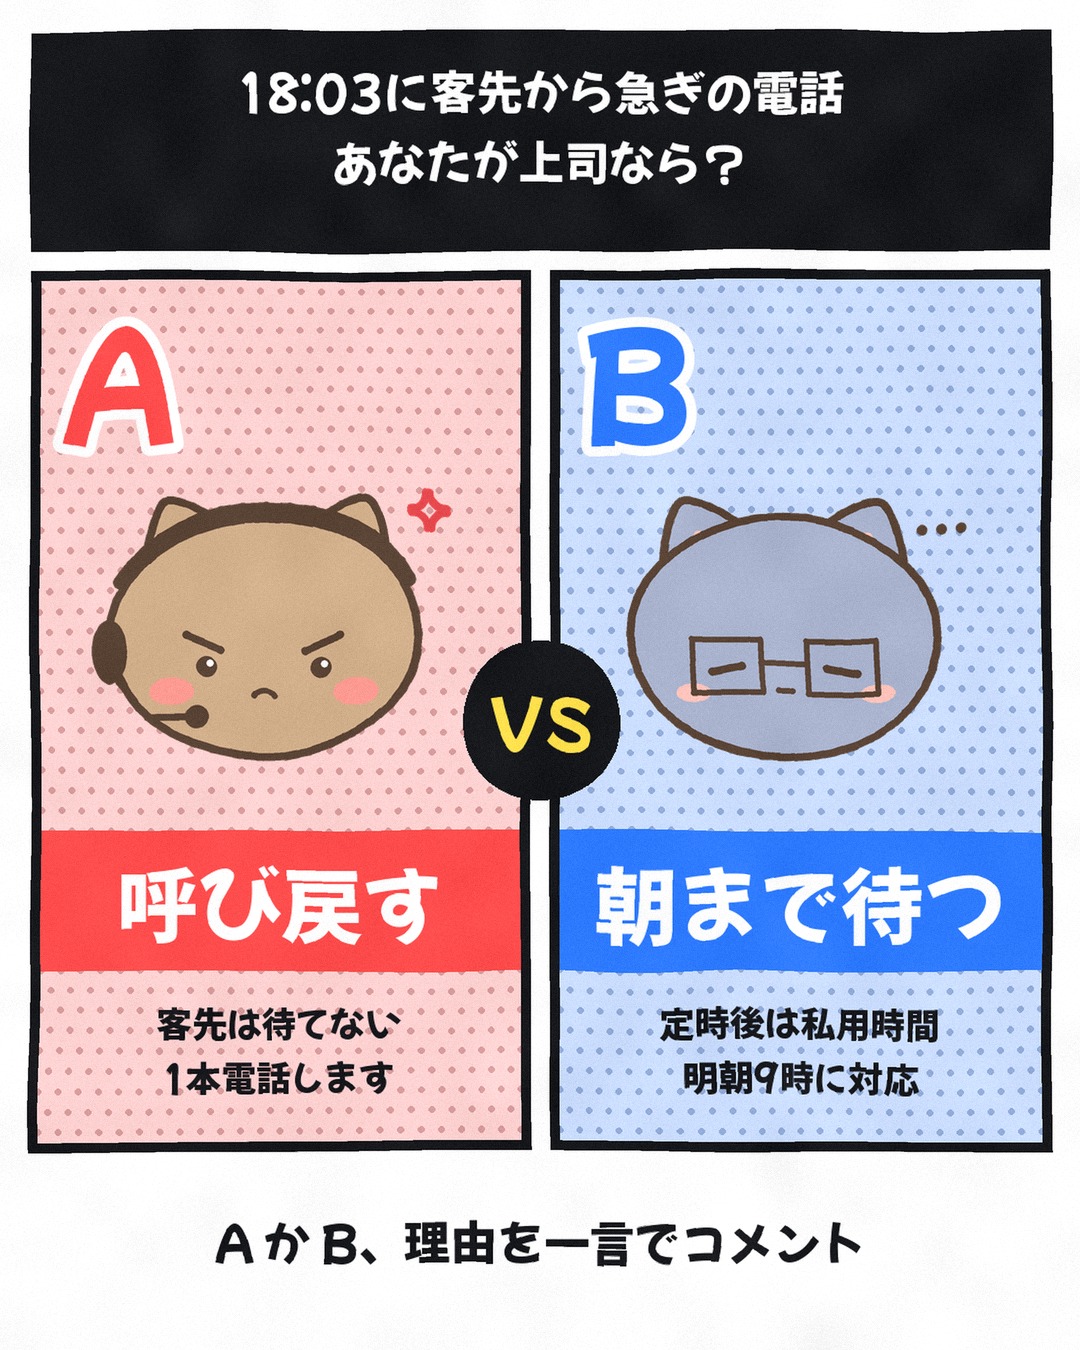 18:03に客先から急ぎの電話
あなたが上司なら？
A
B
VS
呼び戻す
朝まで待つ
客先は待てない
1本電話します
定時後は私用時間
明朝9時に対応
AかB、理由を一言でコメント